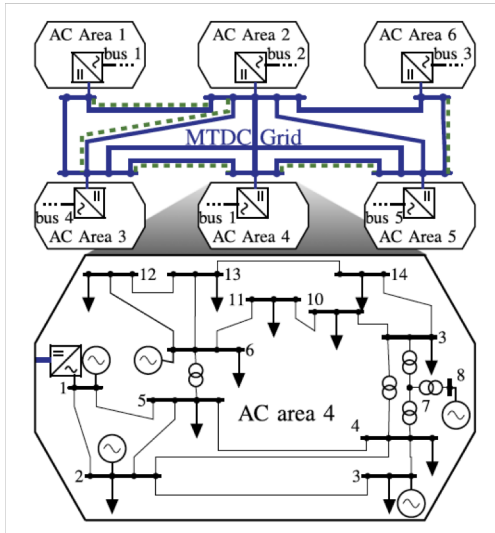 AC Area 1 AC Area 2 AC Area 6
bus 1 bus 2 bus 3
MTDC Grid
bus 4 bus 1 bus 5
AC Area 3 AC Area 4 AC Area 5
12 13 14
11 10
6 3
8
1 5 7
AC area 4 4
2 3